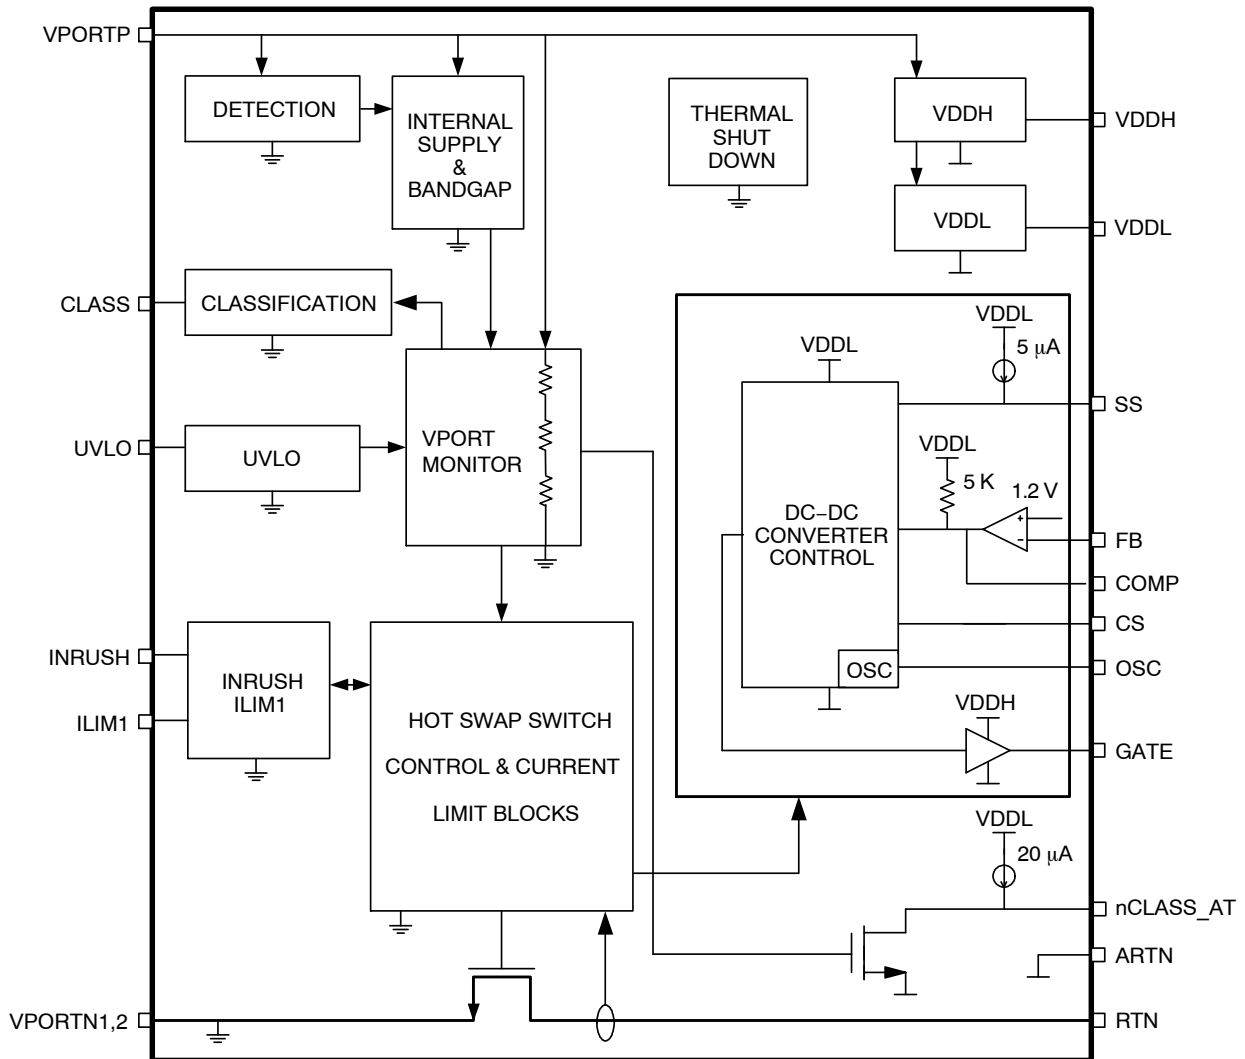 VPORTP
DETECTION
INTERNAL
SUPPLY
&
BANDGAP
THERMAL
SHUT
DOWN
VDDH
VDDH
VDDL
VDDL
CLASS
CLASSIFICATION
UVLO
UVLO
VPORT
MONITOR
VDDL
5 μA
SS
VDDL
VDDL
5 K
1.2 V
+
−
DC−DC
CONVERTER
CONTROL
FB
COMP
CS
OSC
OSC
VDDH
GATE
INRUSH
ILIM1
INRUSH
ILIM1
HOT SWAP SWITCH
CONTROL & CURRENT
LIMIT BLOCKS
VDDL
20 μA
nCLASS_AT
ARTN
VPORTN1,2
RTN